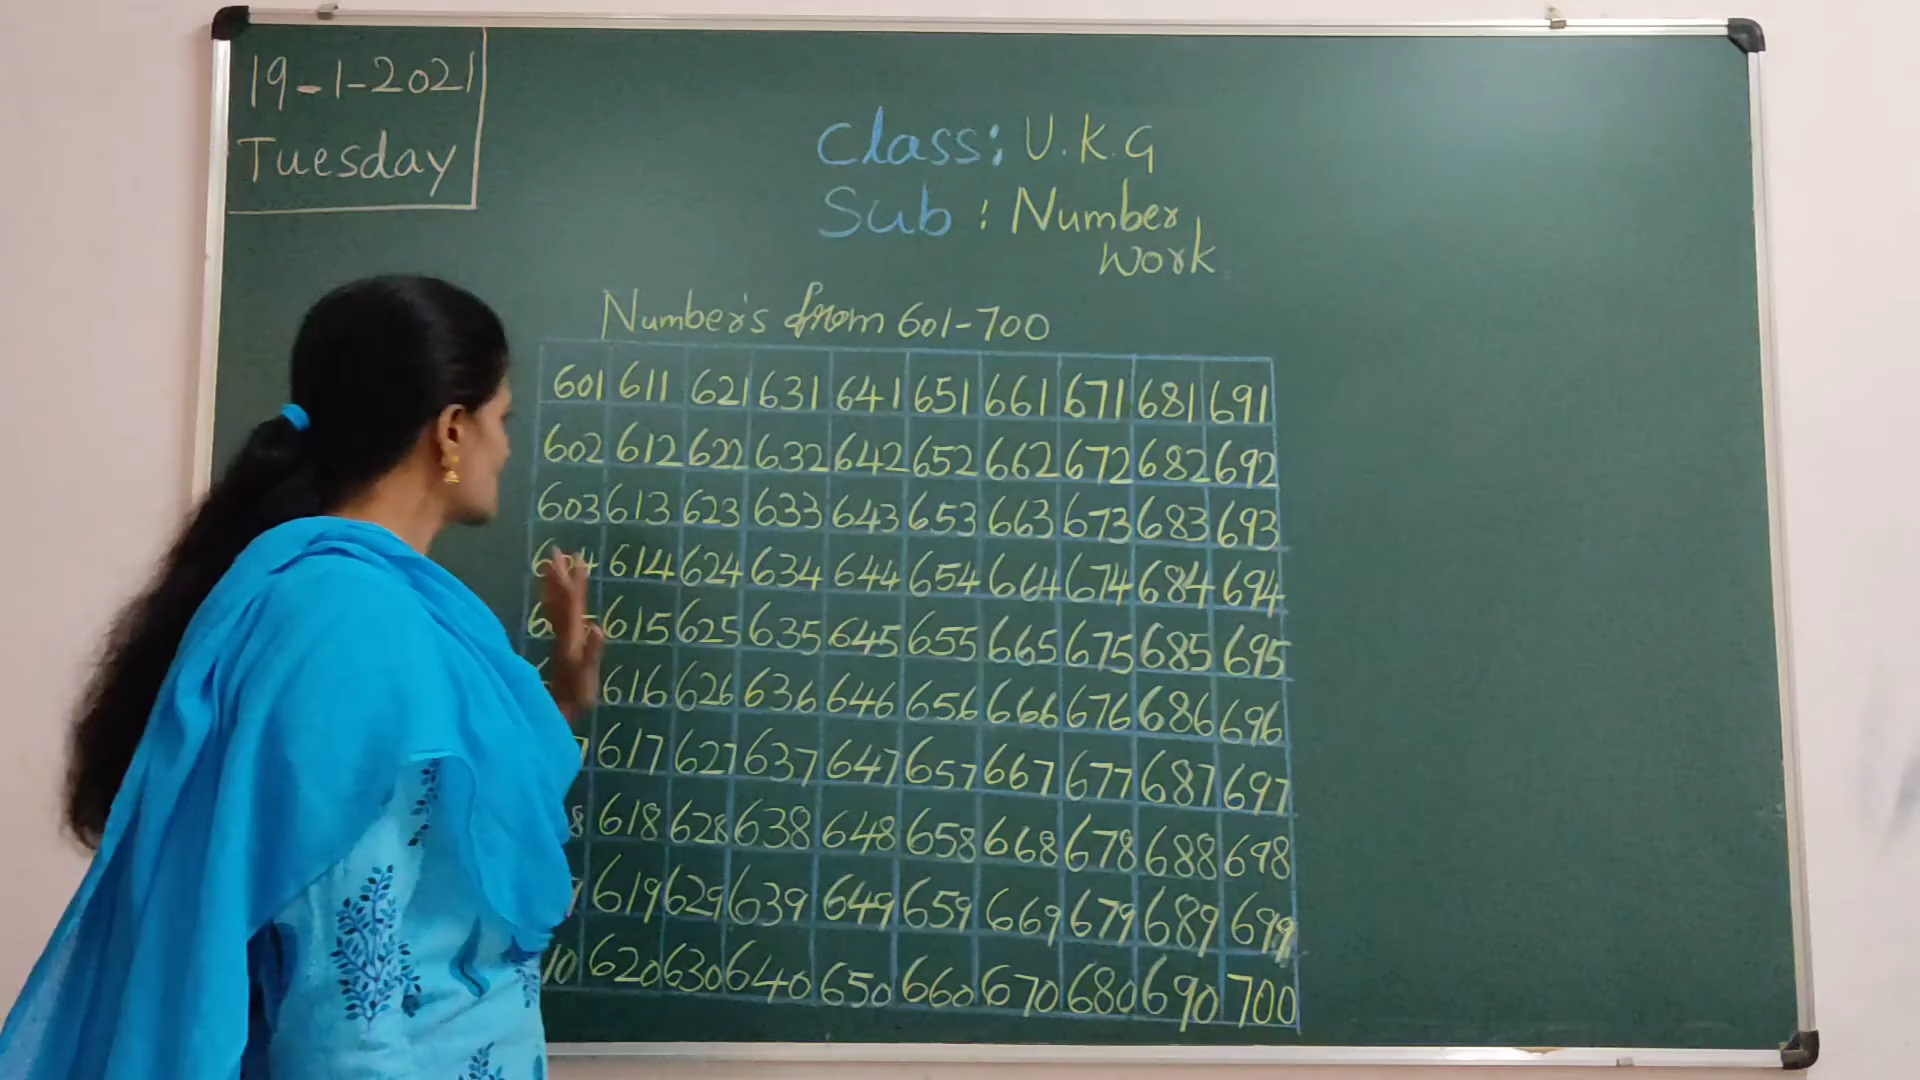 19-1-2021
Tuesday
Class: U.K.G
Sub : Number
Work
Number's from 601-700
601 611 621 631 641 651 661 671 681 691
602 612 622 632 642 652 662 672 682 692
603 613 623 633 643 653 663 673 683 693
604 614 624 634 644 654 664 674 684 694
615 625 635 645 655 665 675 685 695
616 626 636 646 656 666 676 686 696
617 627 637 647 657 667 677 687 697
618 628 638 648 658 668 678 688 698
619 629 639 649 659 669 679 689 699
620 630 640 650 660 670 680 690 700